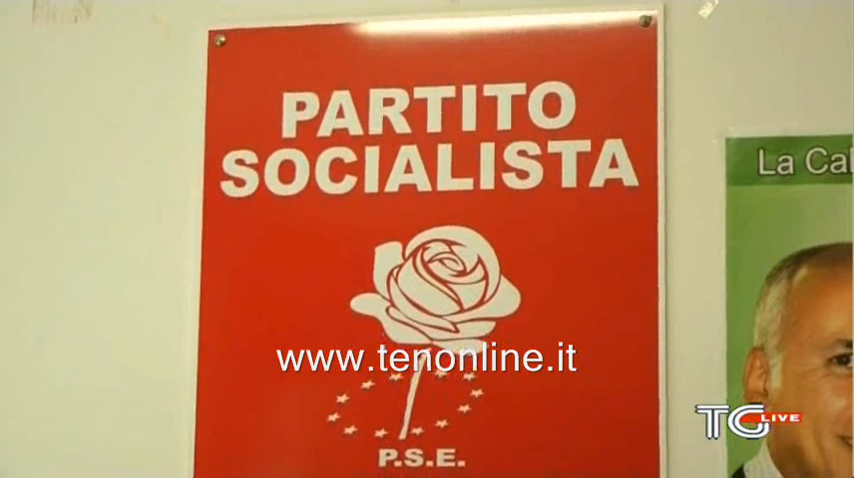 PARTITO
SOCIALISTA
www.tenonline.it
P.S.E.
La Cal
TG LIVE